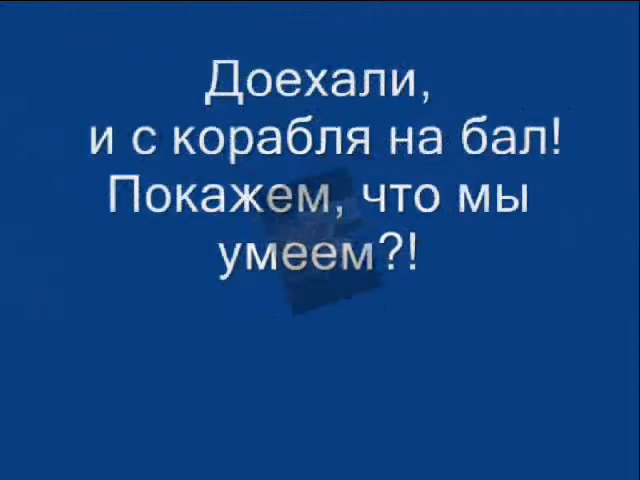 Доехали,
и с корабля на бал!
Покажем, что мы
умеем?!